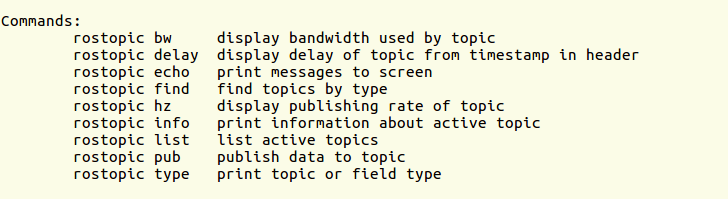 Commands:
rostopic bw display bandwidth used by topic
rostopic delay display delay of topic from timestamp in header
rostopic echo print messages to screen
rostopic find find topics by type
rostopic hz display publishing rate of topic
rostopic info print information about active topic
rostopic list list active topics
rostopic pub publish data to topic
rostopic type print topic or field type